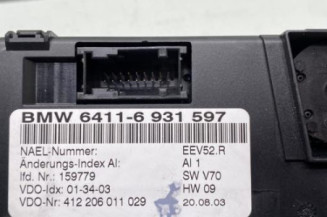 BMW 6411-6 931 597
NAEL-Nummer: EEV52.R
Änderungs-Index AI: AI 1
lfd. Nr.: 159779 SW V70
VDO-Idx: 01-34-03 HW 09
VDO-Nr: 412 206 011 029 20.08.03